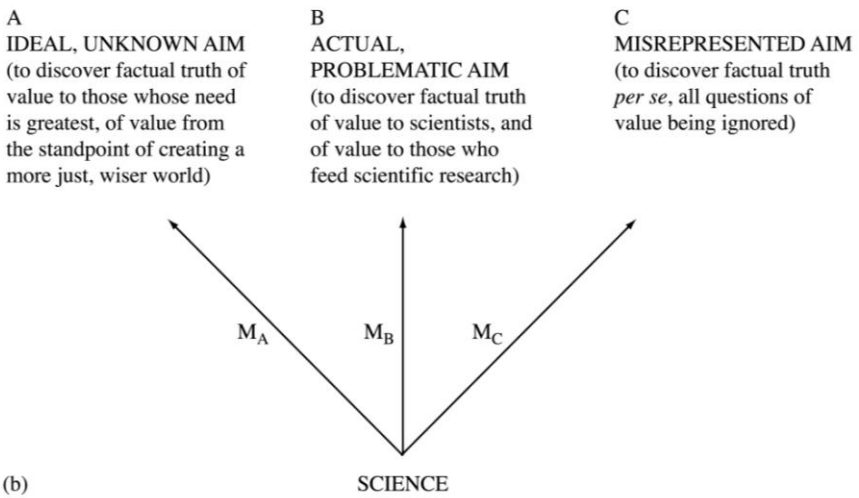 A
IDEAL, UNKNOWN AIM
(to discover factual truth of
value to those whose need
is greatest, of value from
the standpoint of creating a
more just, wiser world)
B
ACTUAL,
PROBLEMATIC AIM
(to discover factual truth
of value to scientists, and
of value to those who
feed scientific research)
C
MISREPRESENTED AIM
(to discover factual truth
per se, all questions of
value being ignored)
MA
MB
MC
(b)
SCIENCE